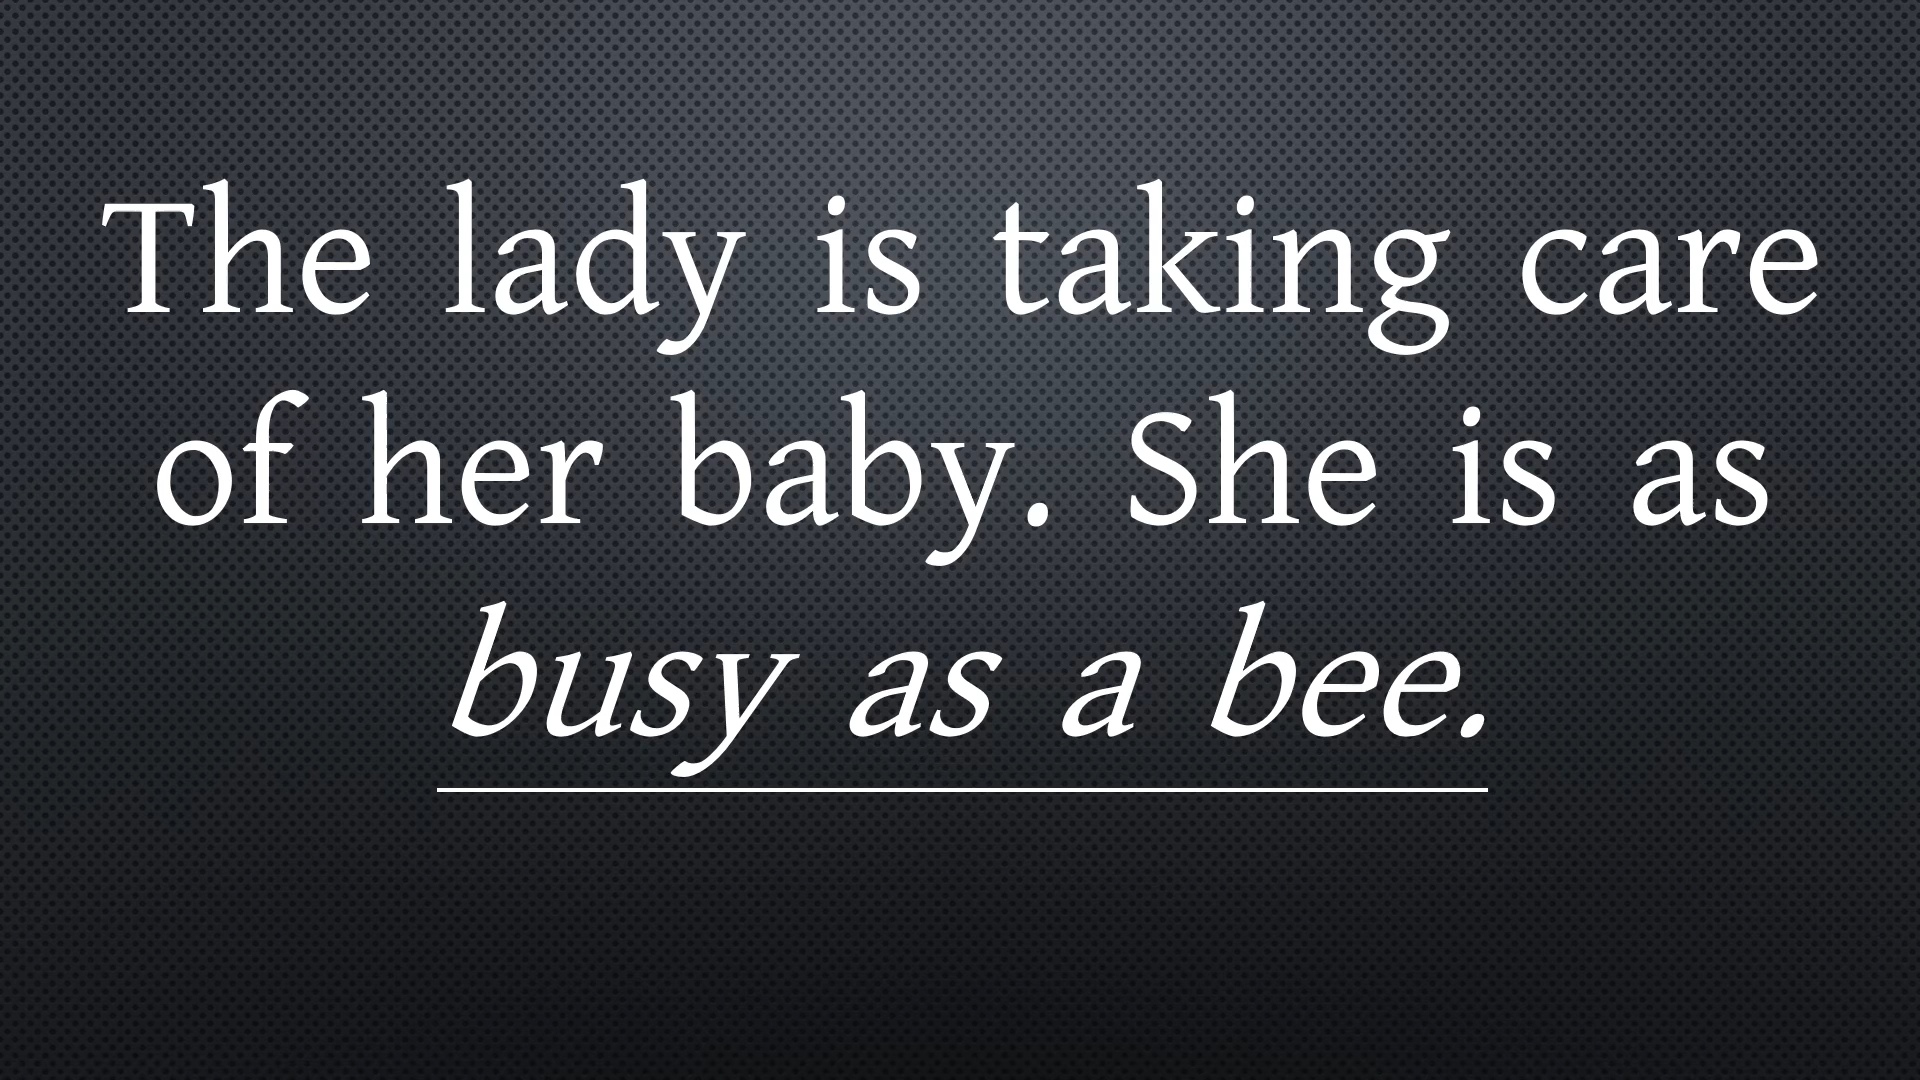 The lady is taking care
of her baby. She is as
busy as a bee.